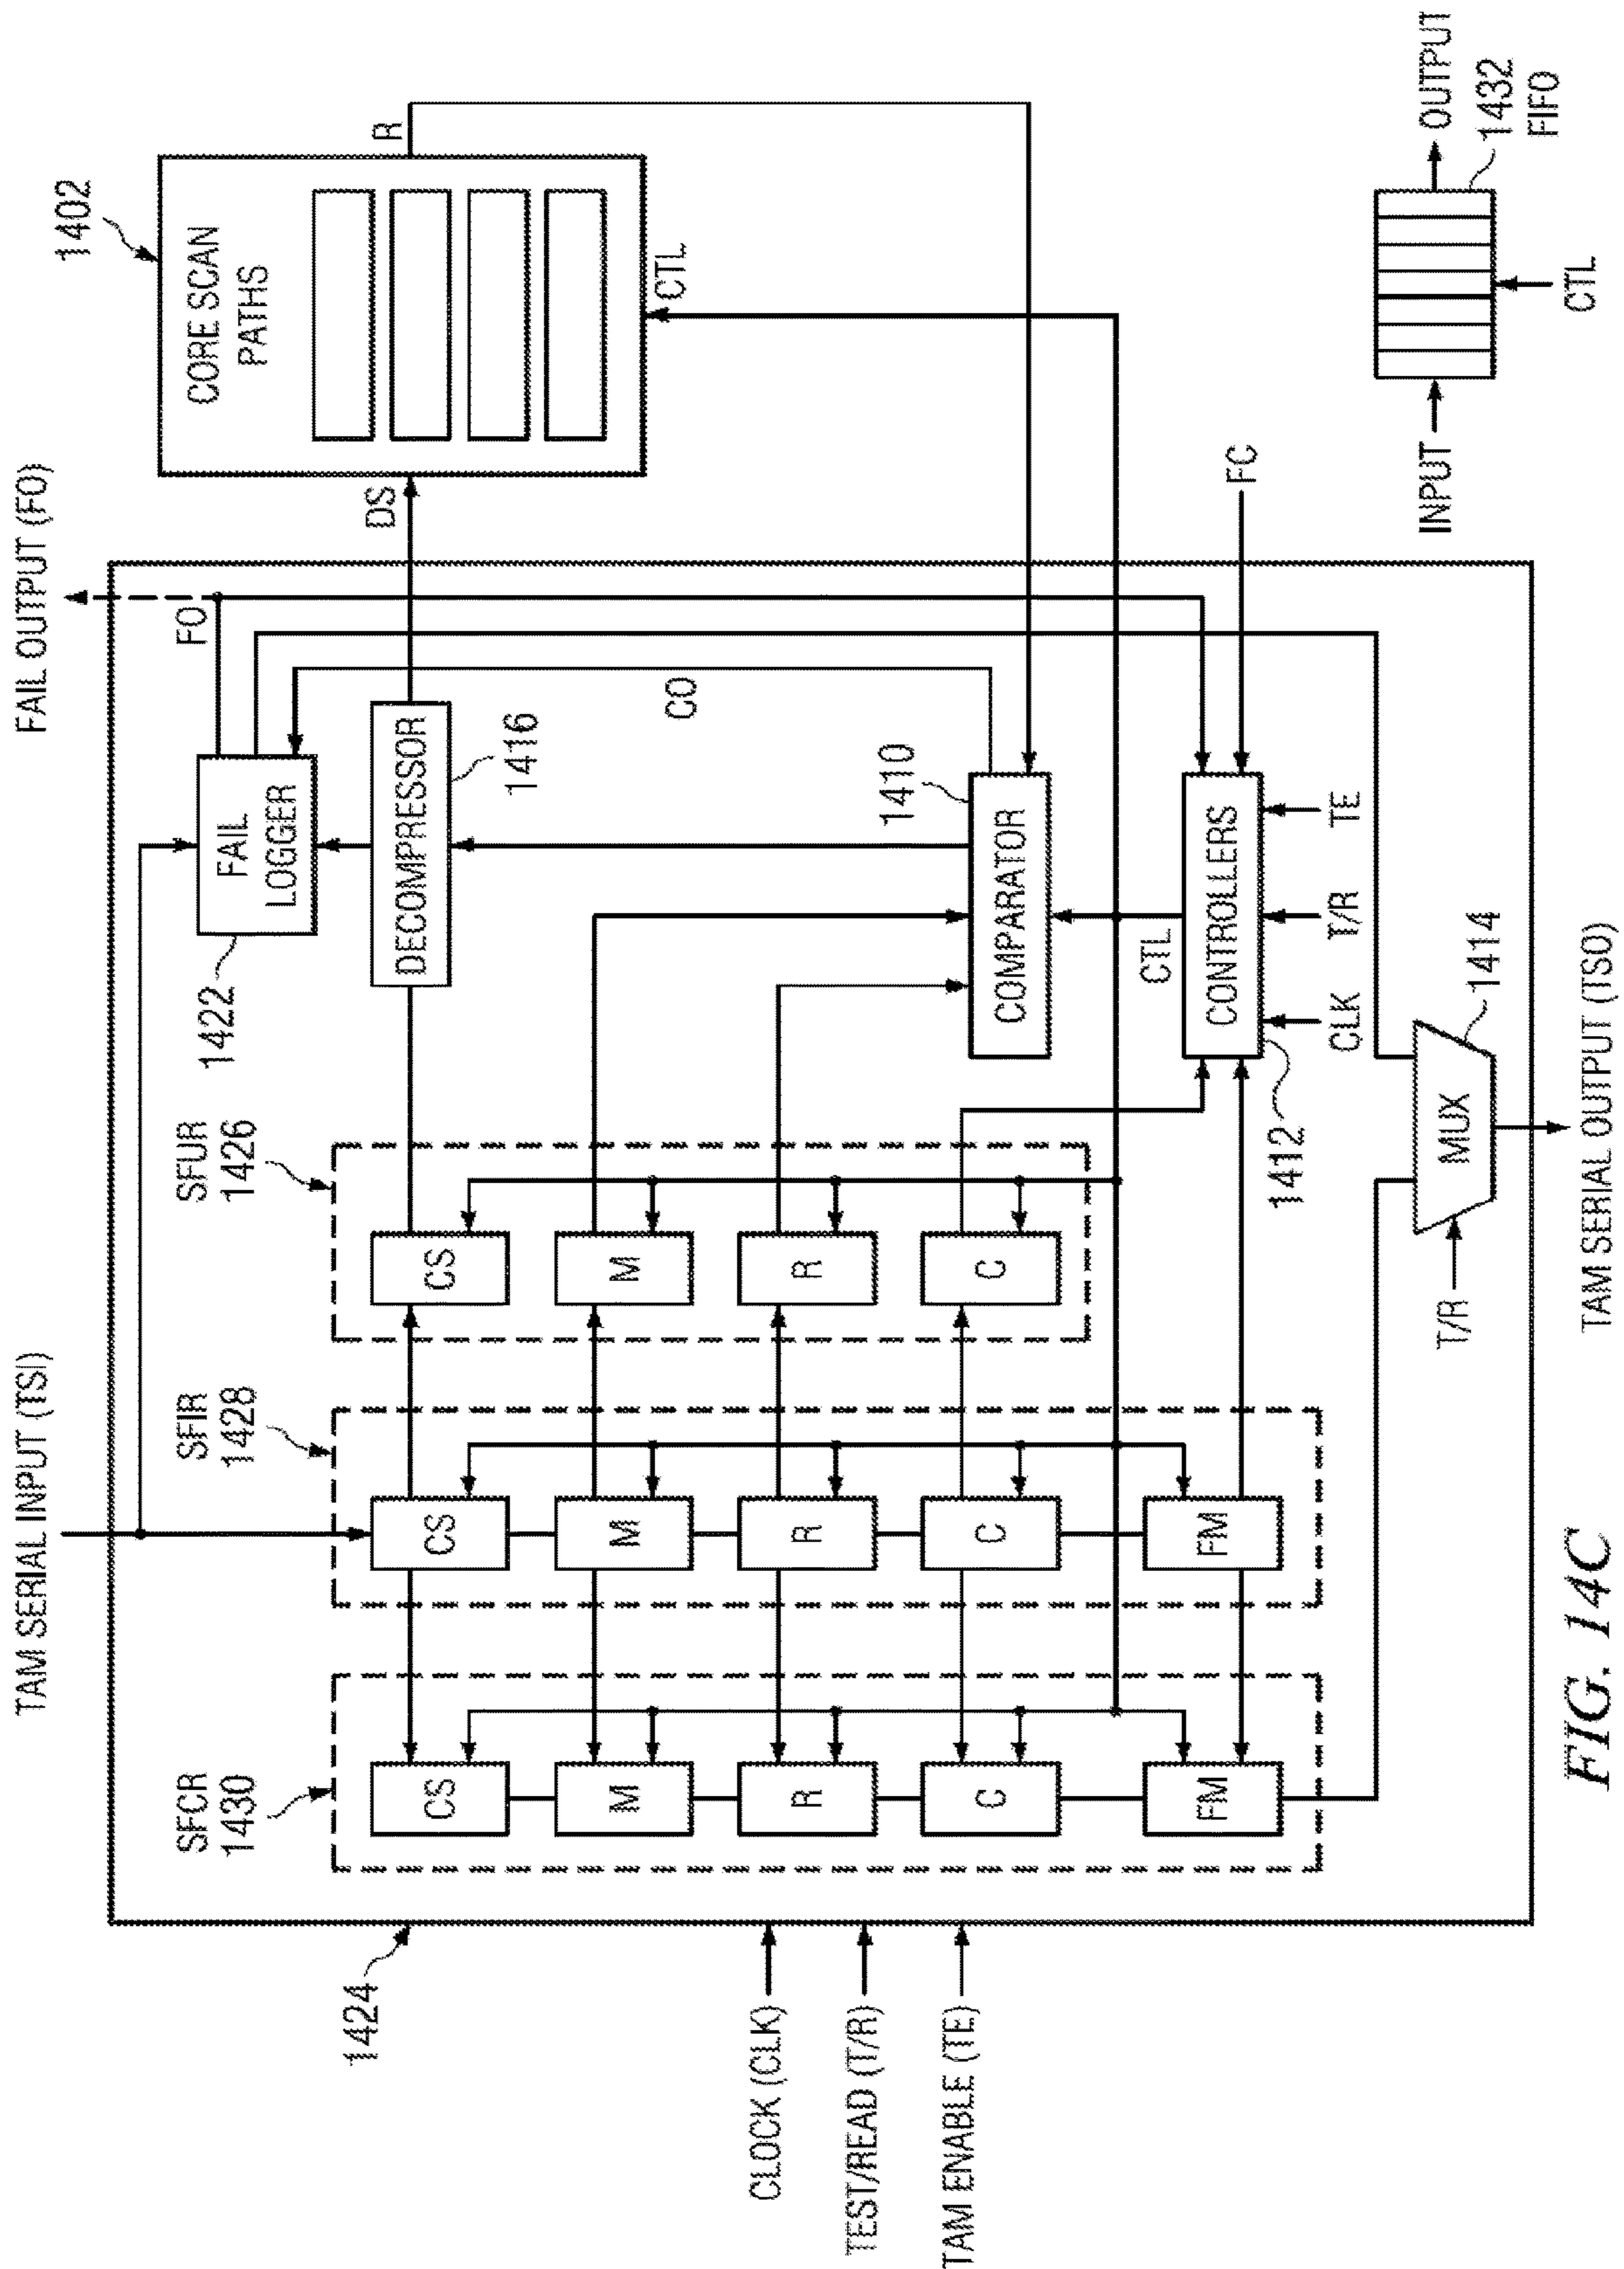 TAM SERIAL INPUT (TSI)
FAIL OUTPUT (FO)
1424
SFCR
1430
SFIR
1428
SFUR
1426
1422
FAIL
LOGGER
FO
1402
CORE SCAN
PATHS
CS
CS
CS
DECOMPRESSOR
1416
DS
R
M
M
M
CO
CTL
CLOCK (CLK)
TEST/READ (T/R)
TAM ENABLE (TE)
R
R
R
C
C
C
COMPARATOR
1410
CTL
FM
FM
CONTROLLERS
1412
FC
CLK
T/R
TE
T/R
MUX
1414
TAM SERIAL OUTPUT (TSO)
INPUT
OUTPUT
1432
FIFO
CTL
FIG. 14C